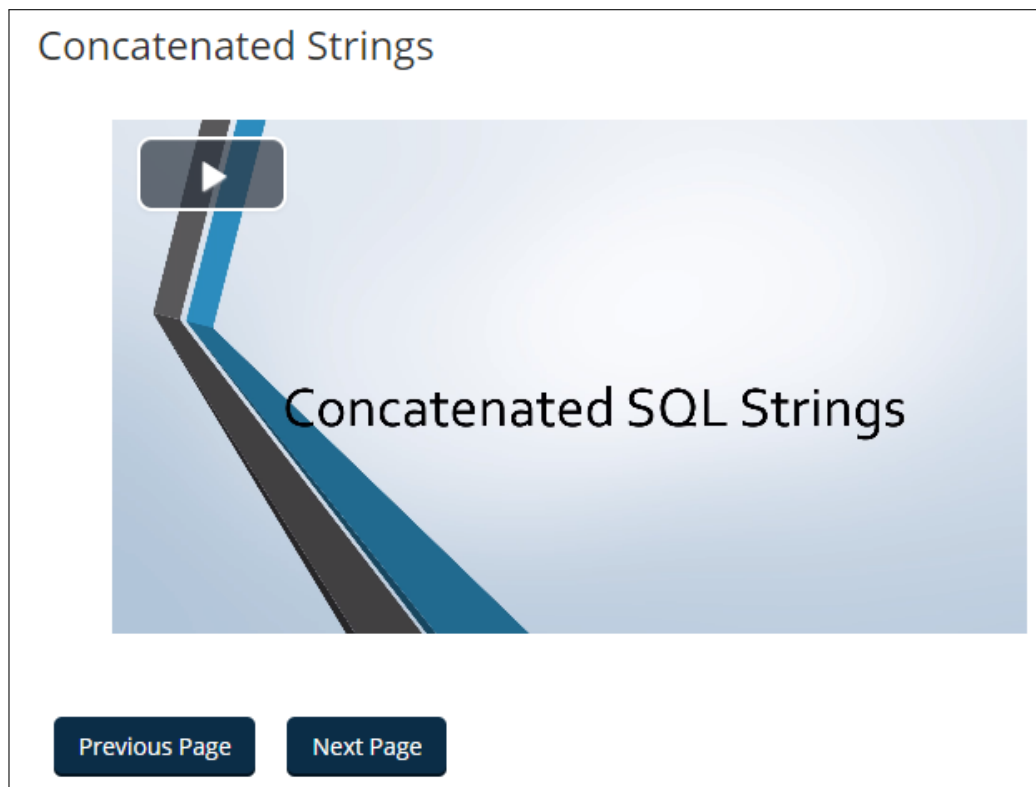 Concatenated Strings
Concatenated SQL Strings
Previous Page
Next Page